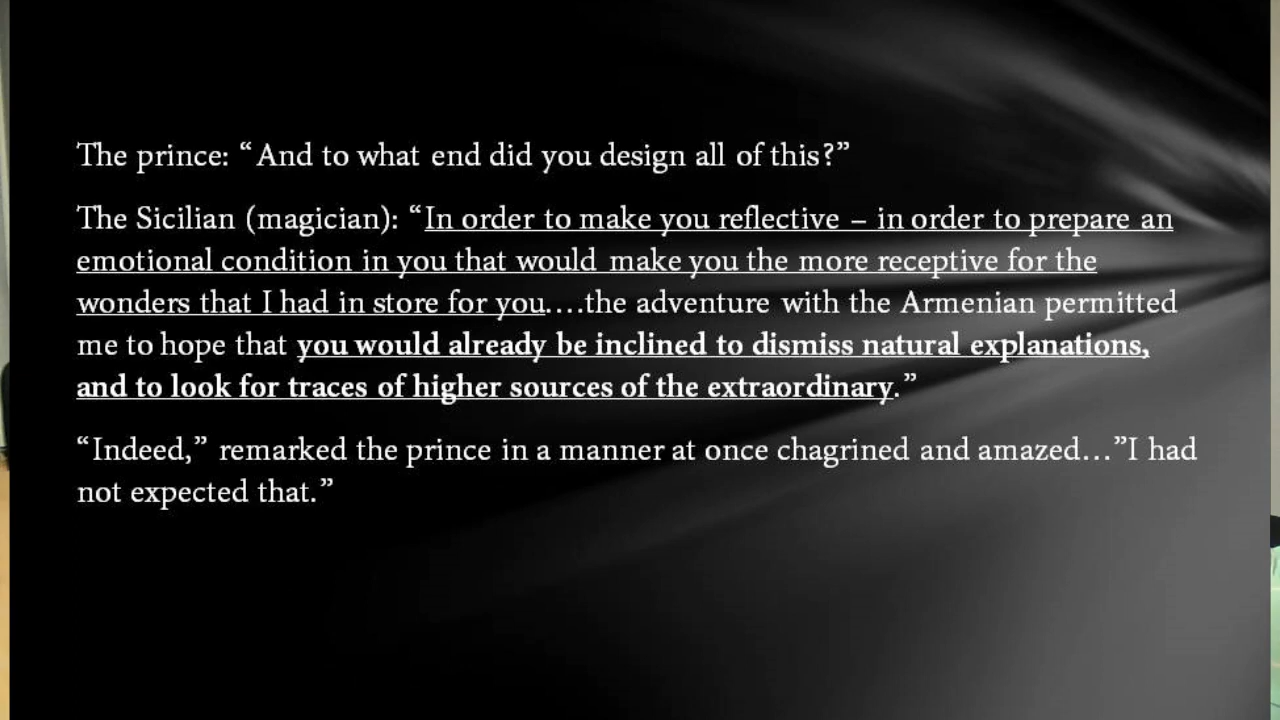 The prince: “And to what end did you design all of this?”
The Sicilian (magician): “In order to make you reflective – in order to prepare an
emotional condition in you that would make you the more receptive for the
wonders that I had in store for you….the adventure with the Armenian permitted
me to hope that you would already be inclined to dismiss natural explanations,
and to look for traces of higher sources of the extraordinary.”
“Indeed,” remarked the prince in a manner at once chagrined and amazed…”I had
not expected that.”